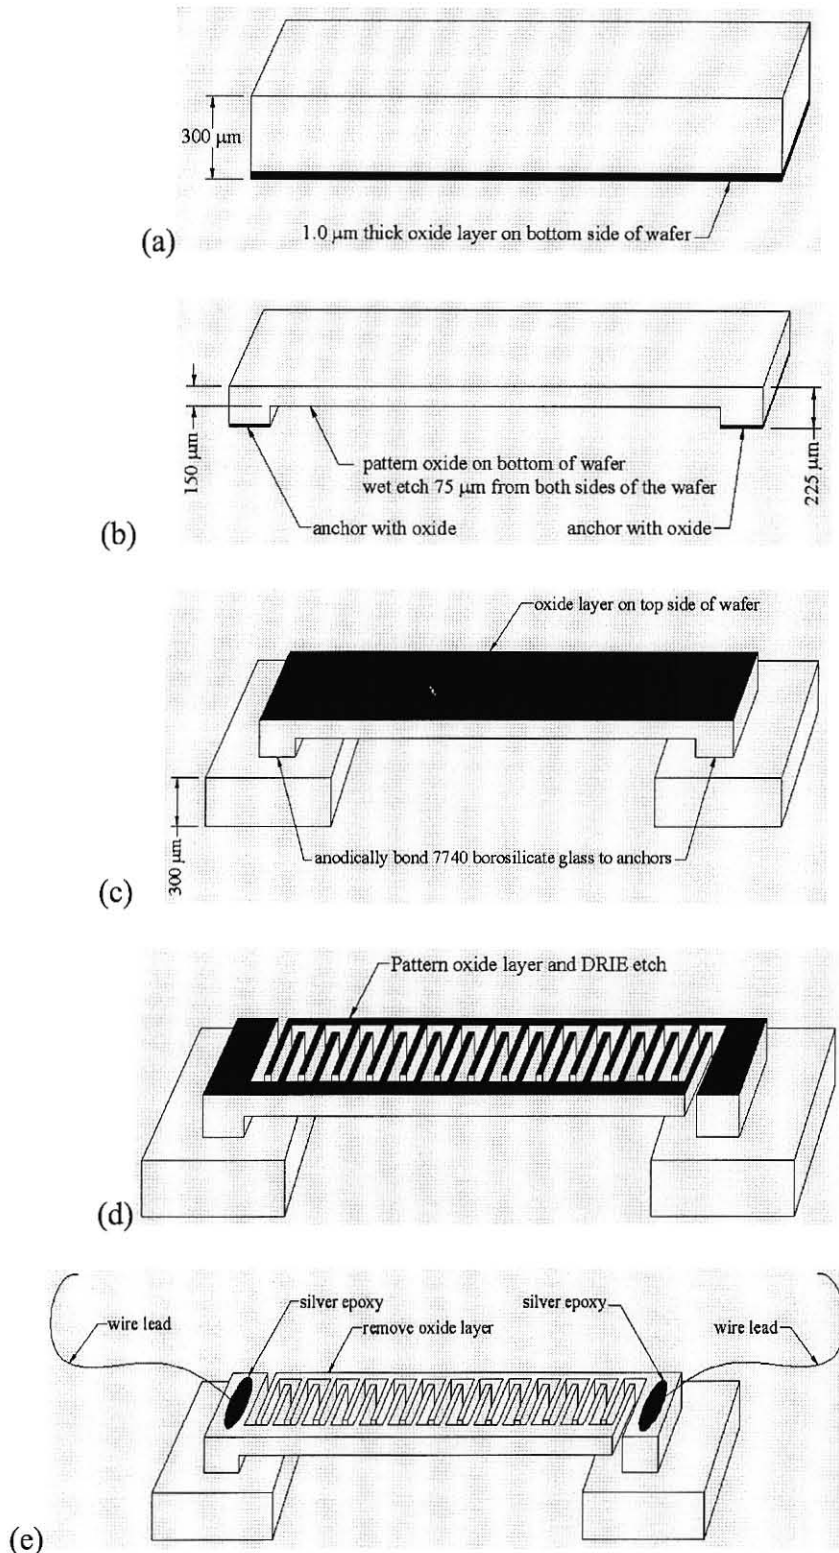 300 μm
1.0 μm thick oxide layer on bottom side of wafer
(a)
150 μm
225 μm
pattern oxide on bottom of wafer
wet etch 75 μm from both sides of the wafer
anchor with oxide
anchor with oxide
(b)
oxide layer on top side of wafer
300 μm
anodically bond 7740 borosilicate glass to anchors
(c)
Pattern oxide layer and DRIE etch
(d)
silver epoxy
silver epoxy
wire lead
remove oxide layer
wire lead
(e)